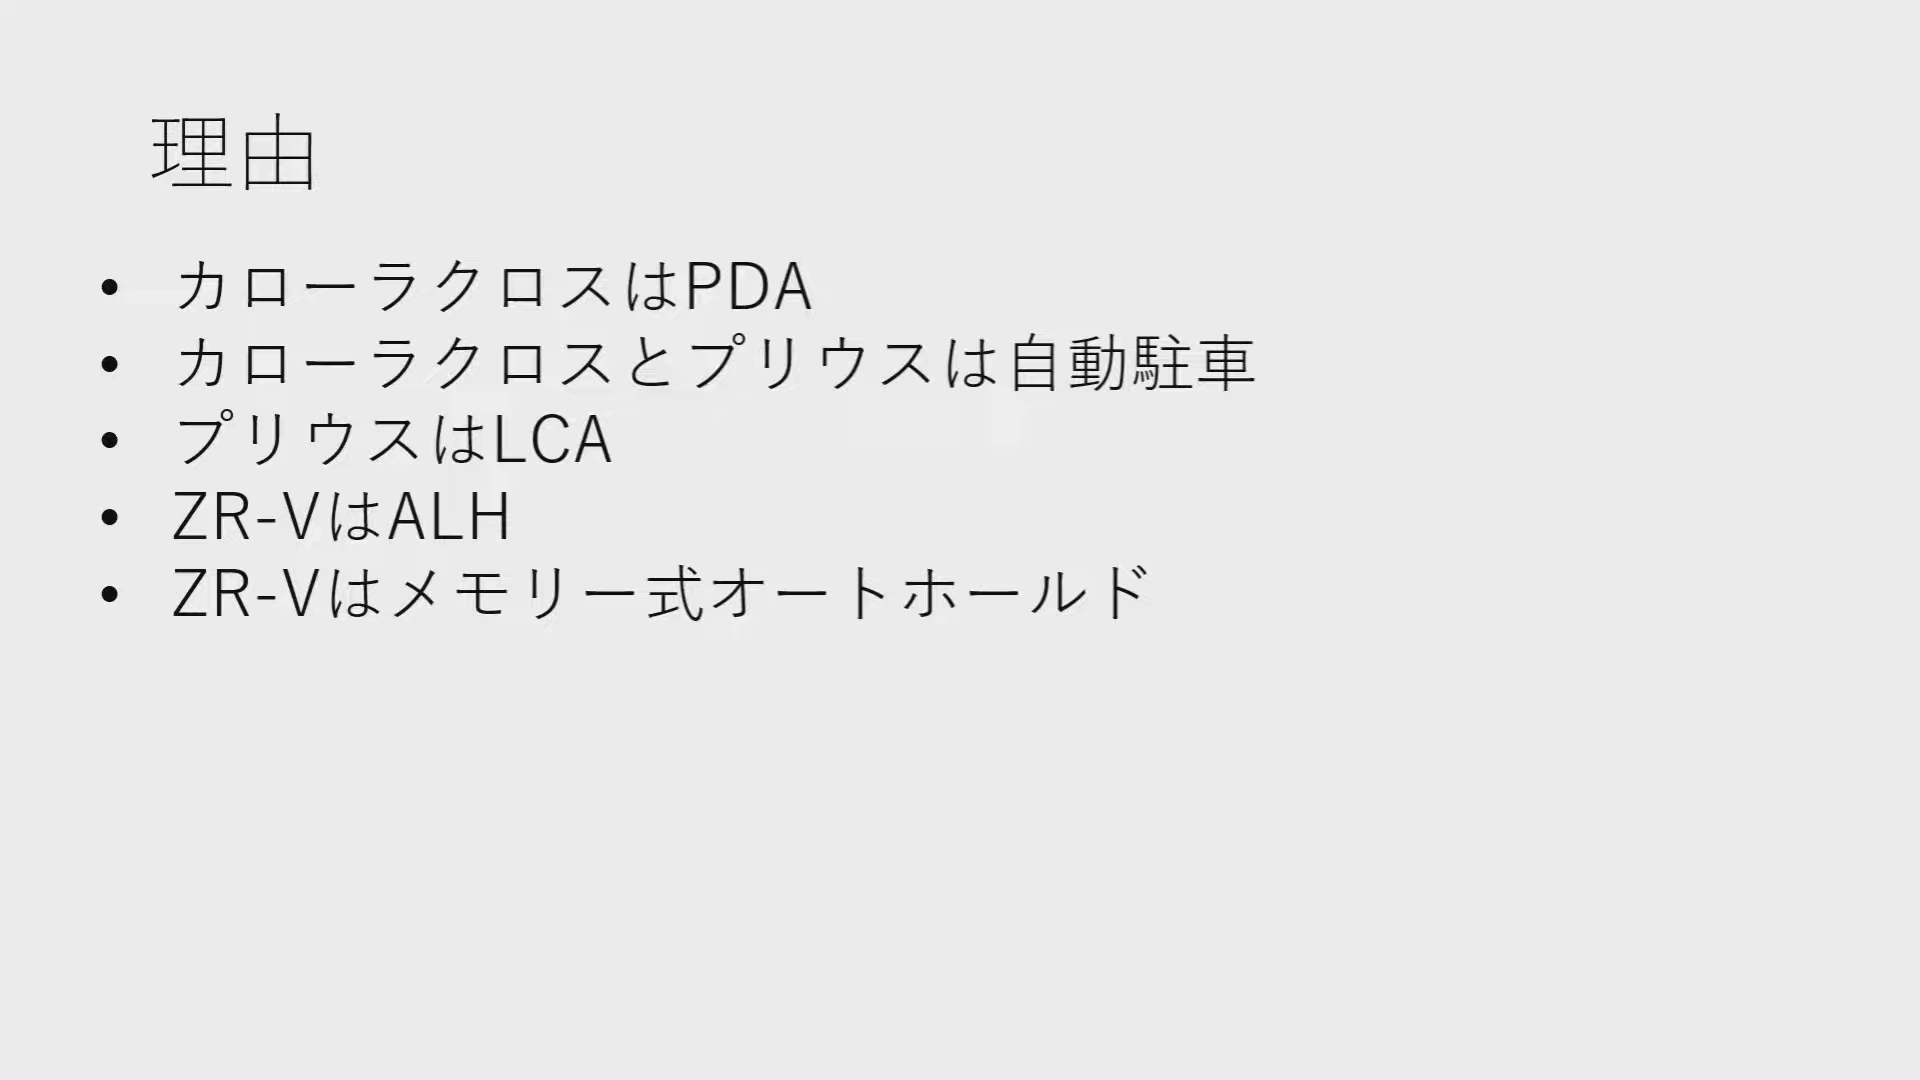 理由
• カローラクロスはPDA
• カローラクロスとプリウスは自動駐車
• プリウスはLCA
• ZR-VはALH
• ZR-Vはメモリー式オートホールド